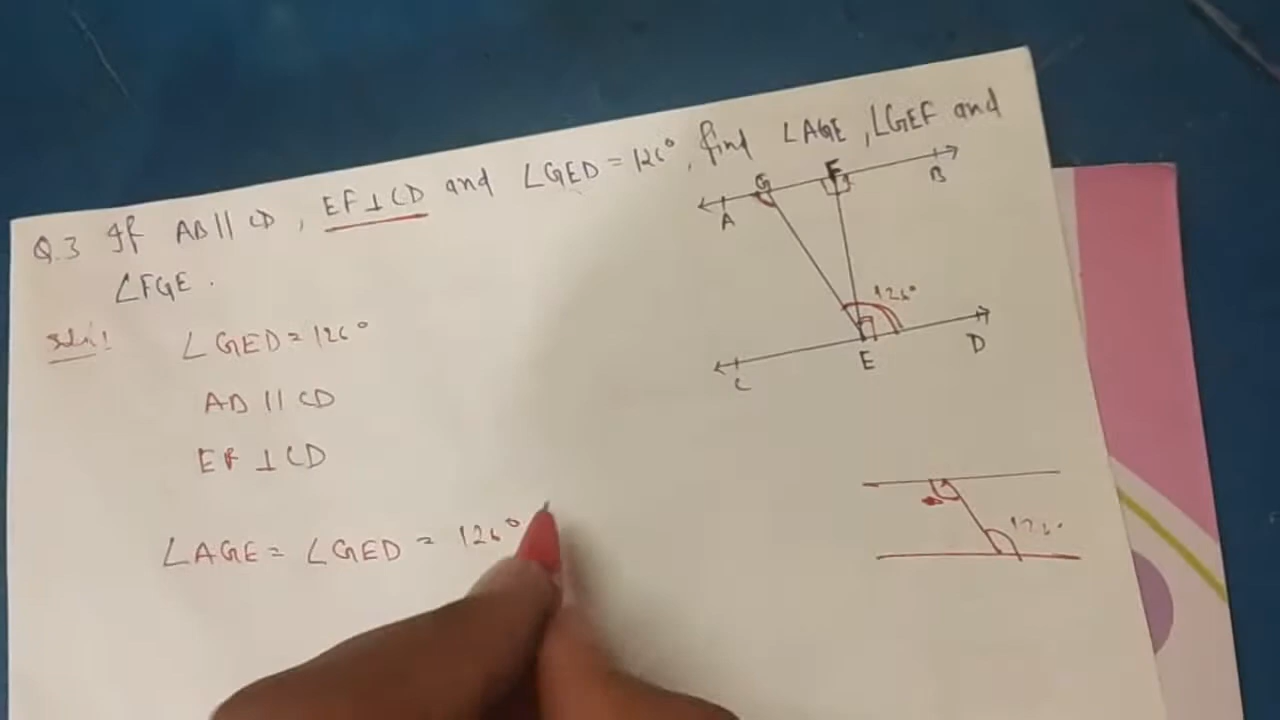 Q.3 If AB || CD, EF ⊥ CD and ∠GED = 126°, find ∠AGE, ∠GEF and
∠FGE.
Soln:
∠GED = 126°
AB || CD
EF ⊥ CD
∠AGE = ∠GED = 126°
G F B
A
126°
E D
C
126°